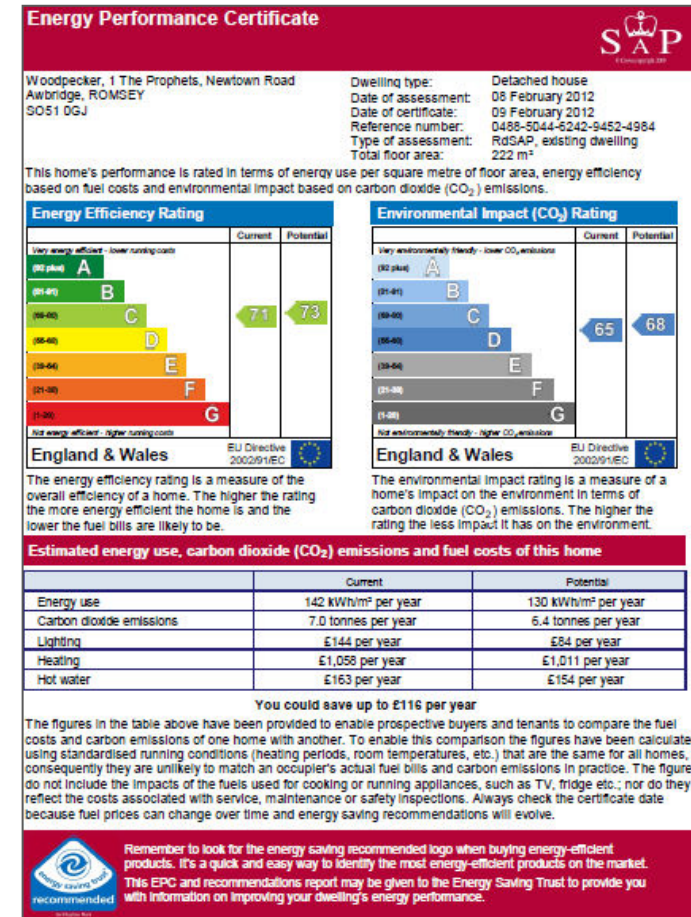 Energy Performance Certificate
SAP
Woodpecker, 1 The Prophets, Newtown Road
Awbridge, ROMSEY
SO51 0GJ
Dwelling type: Detached house
Date of assessment: 08 February 2012
Date of certificate: 09 February 2012
Reference number: 0488-5044-6242-9452-4984
Type of assessment: RdSAP, existing dwelling
Total floor area: 222 m²
This home's performance is rated in terms of energy use per square metre of floor area, energy efficiency
based on fuel costs and environmental impact based on carbon dioxide (CO₂) emissions.
Energy Efficiency Rating
Current Potential
Very energy efficient - lower running costs
(92 plus) A
(81-91) B
(69-80) C
(55-68) D
(39-54) E
(21-38) F
(1-20) G
71 73
Not energy efficient - higher running costs
England & Wales
EU Directive
2002/91/EC
Environmental Impact (CO₂) Rating
Current Potential
Very environmentally friendly - lower CO₂ emissions
(92 plus) A
(81-91) B
(69-80) C
(55-68) D
(39-54) E
(21-38) F
(1-20) G
65 68
Not environmentally friendly - higher CO₂ emissions
England & Wales
EU Directive
2002/91/EC
The energy efficiency rating is a measure of the
overall efficiency of a home. The higher the rating
the more energy efficient the home is and the
lower the fuel bills are likely to be.
The environmental impact rating is a measure of a
home's impact on the environment in terms of
carbon dioxide (CO₂) emissions. The higher the
rating the less impact it has on the environment.
Estimated energy use, carbon dioxide (CO₂) emissions and fuel costs of this home
Current Potential
Energy use 142 kWh/m² per year 130 kWh/m² per year
Carbon dioxide emissions 7.0 tonnes per year 6.4 tonnes per year
Lighting £144 per year £84 per year
Heating £1,058 per year £1,011 per year
Hot water £163 per year £154 per year
You could save up to £116 per year
The figures in the table above have been provided to enable prospective buyers and tenants to compare the fuel
costs and carbon emissions of one home with another. To enable this comparison the figures have been calculate
using standardised running conditions (heating periods, room temperatures, etc.) that are the same for all homes,
consequently they are unlikely to match an occupier's actual fuel bills and carbon emissions in practice. The figure
do not include the impacts of the fuels used for cooking or running appliances, such as TV, fridge etc.; nor do they
reflect the costs associated with service, maintenance or safety inspections. Always check the certificate date
because fuel prices can change over time and energy saving recommendations will evolve.
energy saving trust
recommended
Remember to look for the energy saving recommended logo when buying energy-efficient
products. It's a quick and easy way to identify the most energy-efficient products on the market.
This EPC and recommendations report may be given to the Energy Saving Trust to provide you
with information on improving your dwelling's energy performance.